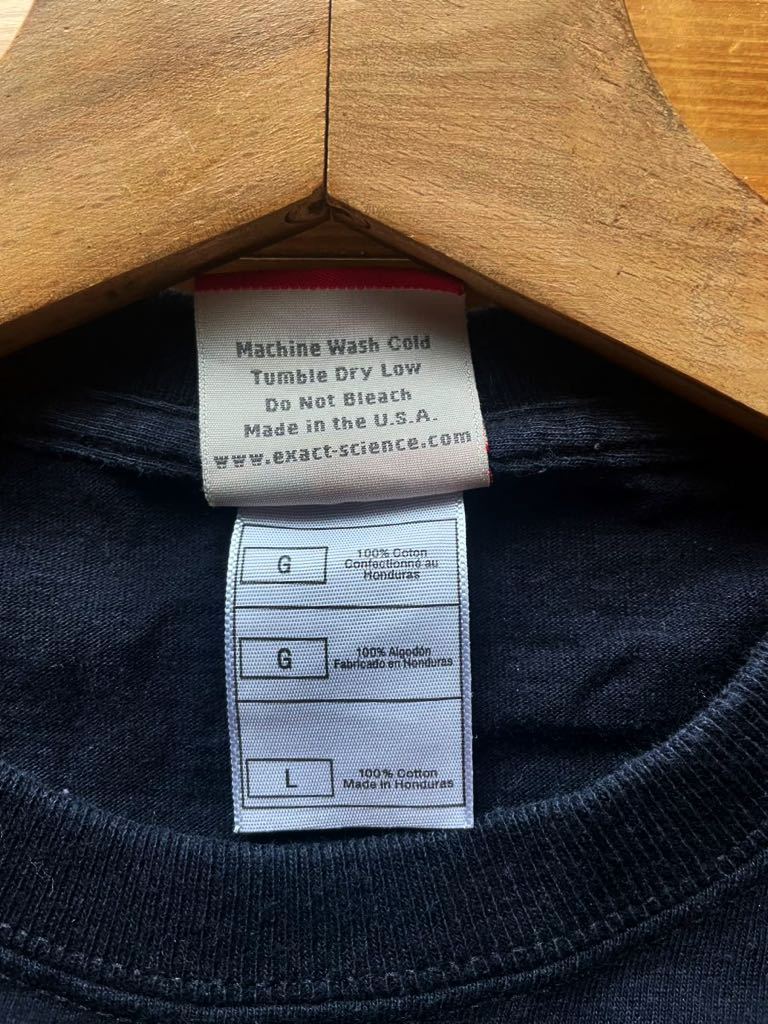 Machine Wash Cold
Tumble Dry Low
Do Not Bleach
Made in the U.S.A.
www.exact-science.com
G
100% Coton
Confectionné au
Honduras
G
100% Algodón
Fabricado en Honduras
L
100% Cotton
Made in Honduras